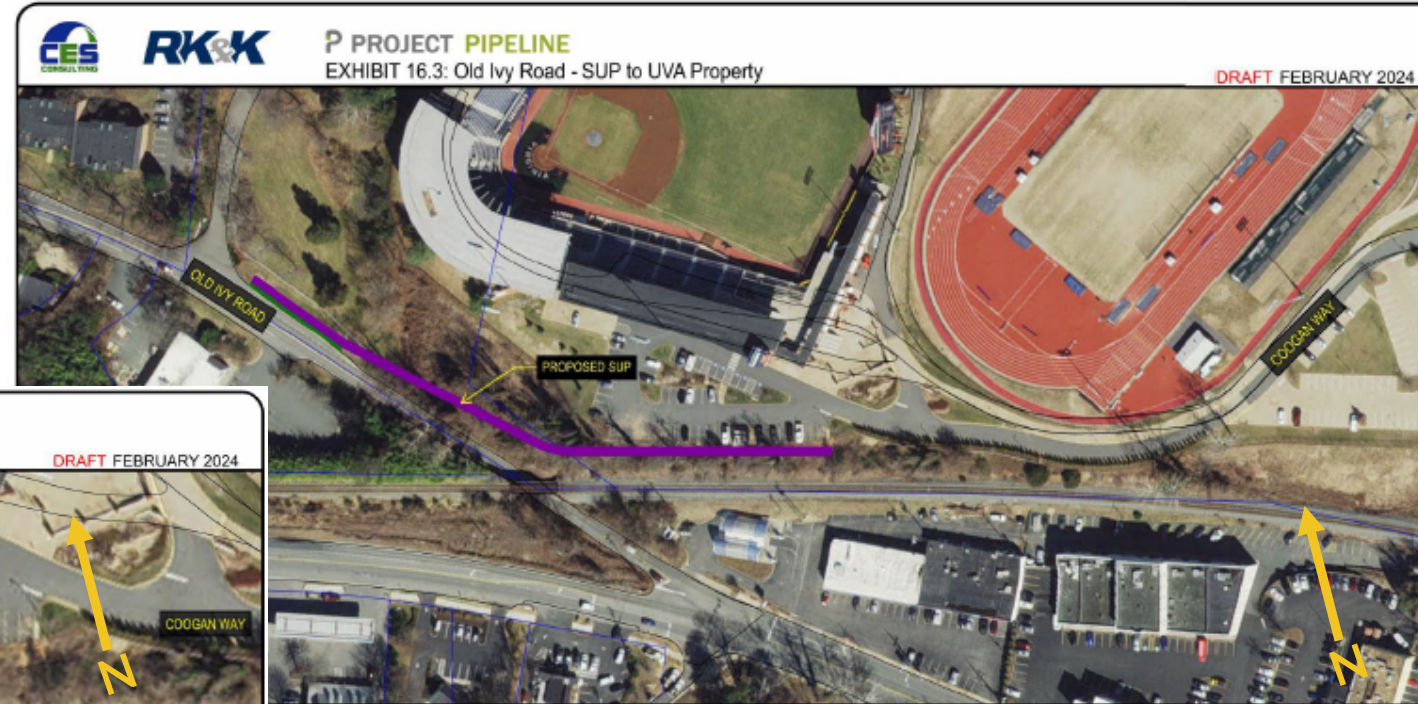 CES
CONSULTING
RK&K
PROJECT PIPELINE
EXHIBIT 16.3: Old Ivy Road - SUP to UVA Property
DRAFT FEBRUARY 2024
OLD IVY ROAD
PROPOSED SUP
COOGAN WAY
DRAFT FEBRUARY 2024
COOGAN WAY
N
N